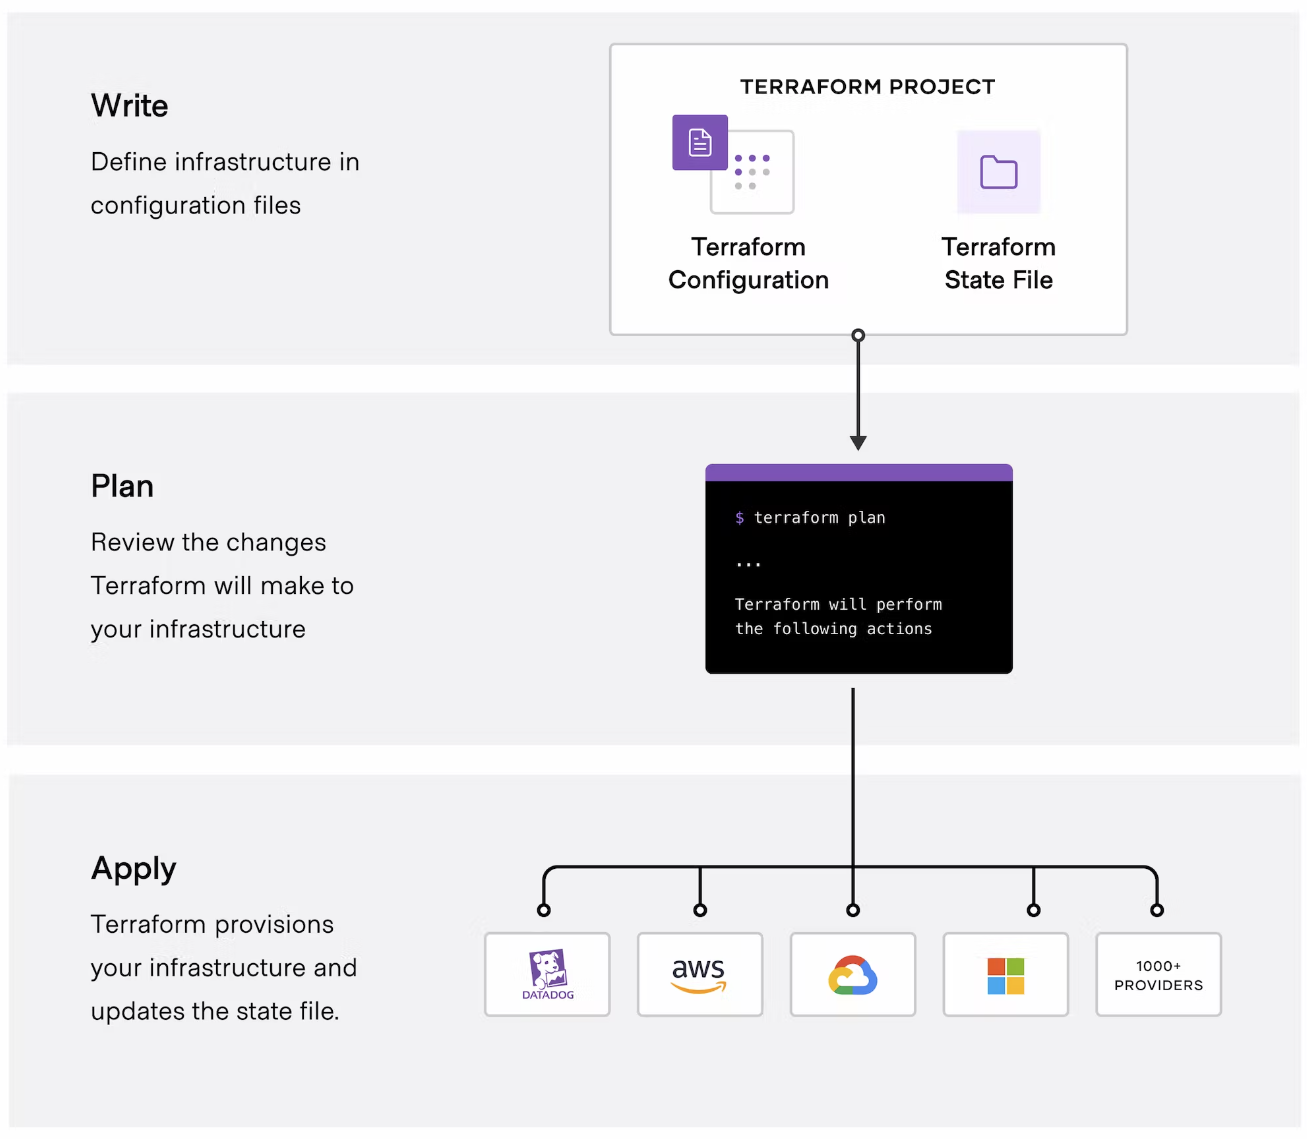 Write
Define infrastructure in
configuration files
TERRAFORM PROJECT
Terraform
Configuration
Terraform
State File
Plan
Review the changes
Terraform will make to
your infrastructure
$ terraform plan
...
Terraform will perform
the following actions
Apply
Terraform provisions
your infrastructure and
updates the state file.
DATADOG
aws
1000+
PROVIDERS